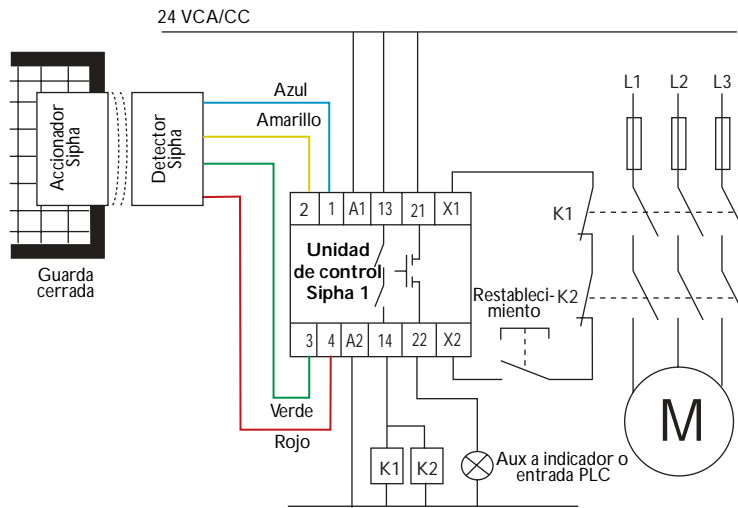 24 VCA/CC
Accionador
Sipha
Detector
Sipha
Azul
Amarillo
L1
L2
L3
2
1
A1
13
21
X1
K1
Unidad
de control
Sipha 1
Guarda
cerrada
Restableci-
miento
K2
3
4
A2
14
22
X2
Verde
Rojo
K1
K2
Aux a indicador o
entrada PLC
M